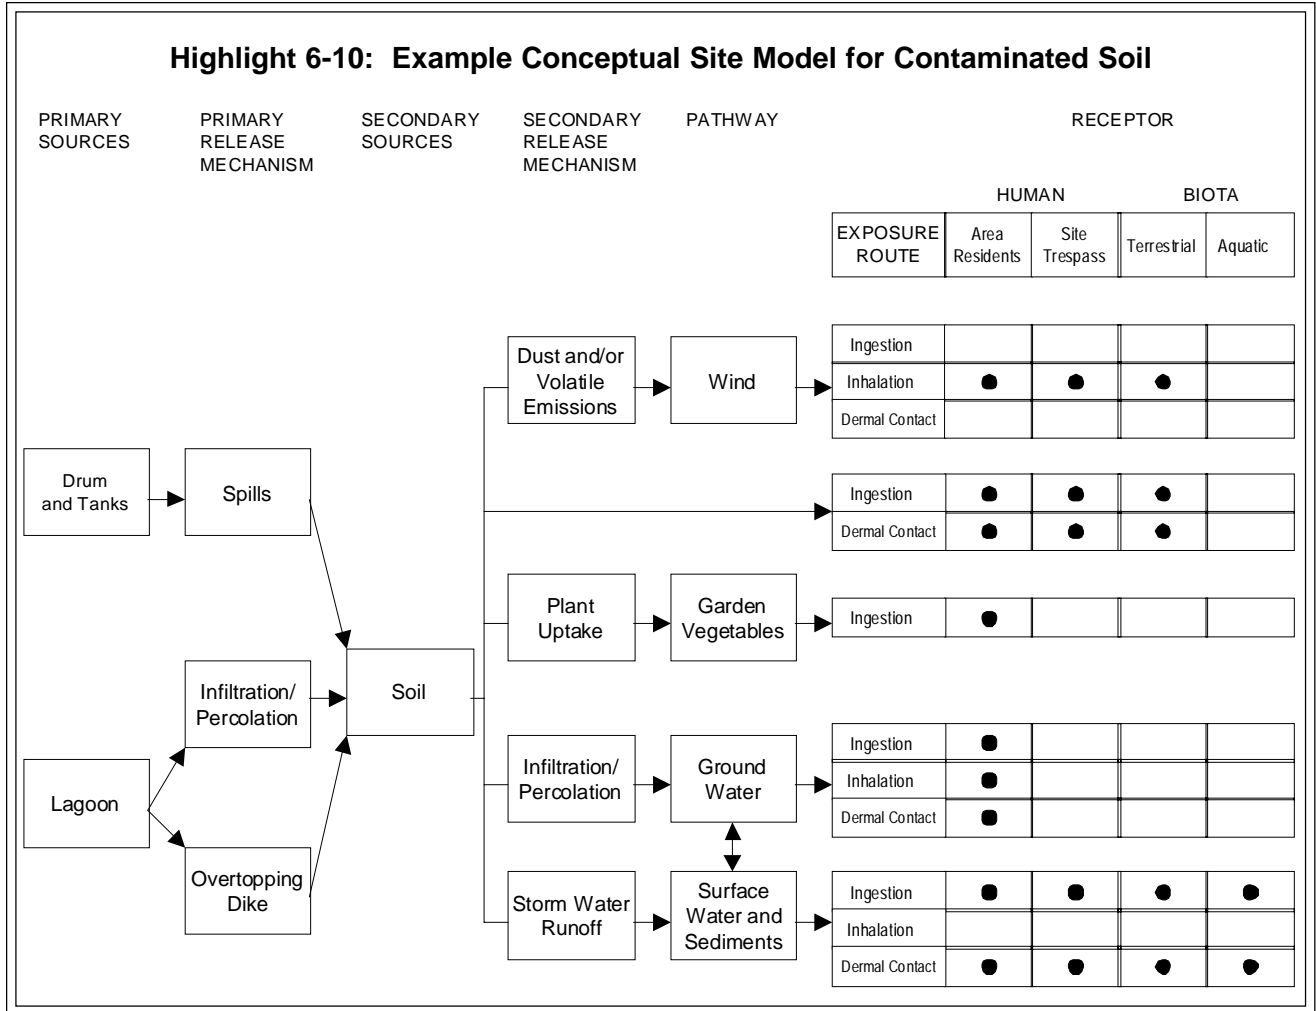 Highlight 6-10: Example Conceptual Site Model for Contaminated Soil
PRIMARY
SOURCES
PRIMARY
RELEASE
MECHANISM
SECONDARY
SOURCES
SECONDARY
RELEASE
MECHANISM
PATHWAY
RECEPTOR
HUMAN
BIOTA
EXPOSURE
ROUTE
Area
Residents
Site
Trespass
Terrestrial
Aquatic
Dust and/or
Volatile
Emissions
Wind
Ingestion
Inhalation
Dermal Contact
Drum
and Tanks
Spills
Ingestion
Dermal Contact
Plant
Uptake
Garden
Vegetables
Ingestion
Infiltration/
Percolation
Soil
Lagoon
Overtopping
Dike
Infiltration/
Percolation
Ground
Water
Ingestion
Inhalation
Dermal Contact
Storm Water
Runoff
Surface
Water and
Sediments
Ingestion
Inhalation
Dermal Contact